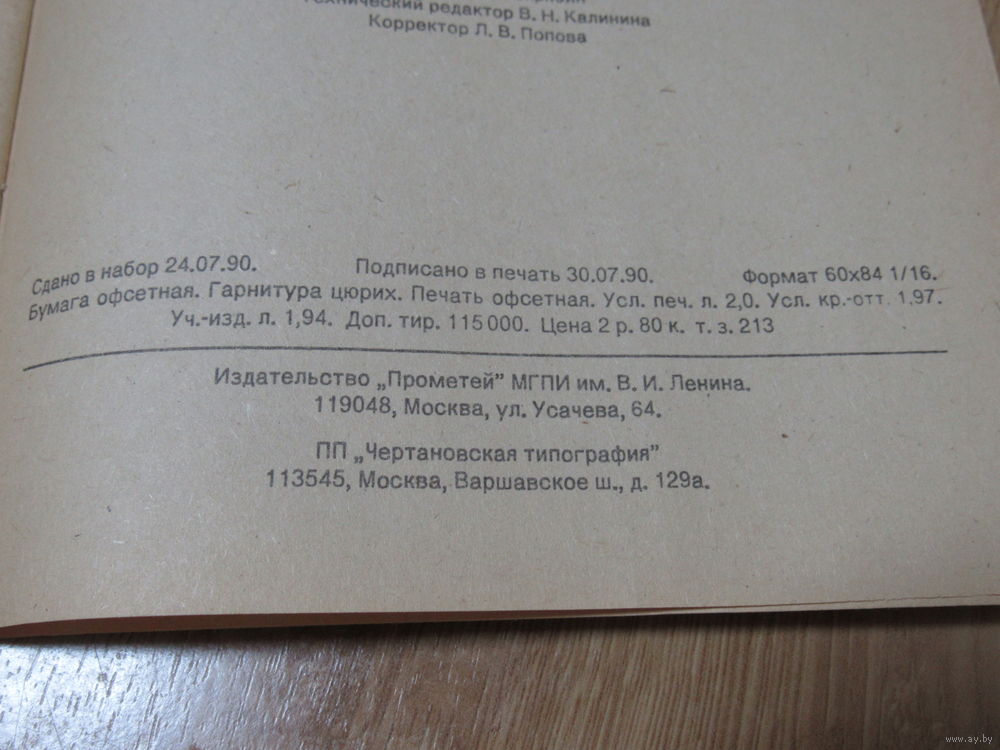 Технический редактор В. Н. Калинина
Корректор Л. В. Попова
Сдано в набор 24.07.90. Подписано в печать 30.07.90. Формат 60х84 1/16.
Бумага офсетная. Гарнитура цюрих. Печать офсетная. Усл. печ. л. 2,0. Усл. кр.-отт. 1,97.
Уч.-изд. л. 1,94. Доп. тир. 115 000. Цена 2 р. 80 к. т. з. 213
Издательство „Прометей” МГПИ им. В. И. Ленина.
119048, Москва, ул. Усачева, 64.
ПП „Чертановская типография”
113545, Москва, Варшавское ш., д. 129а.
www.ay.by